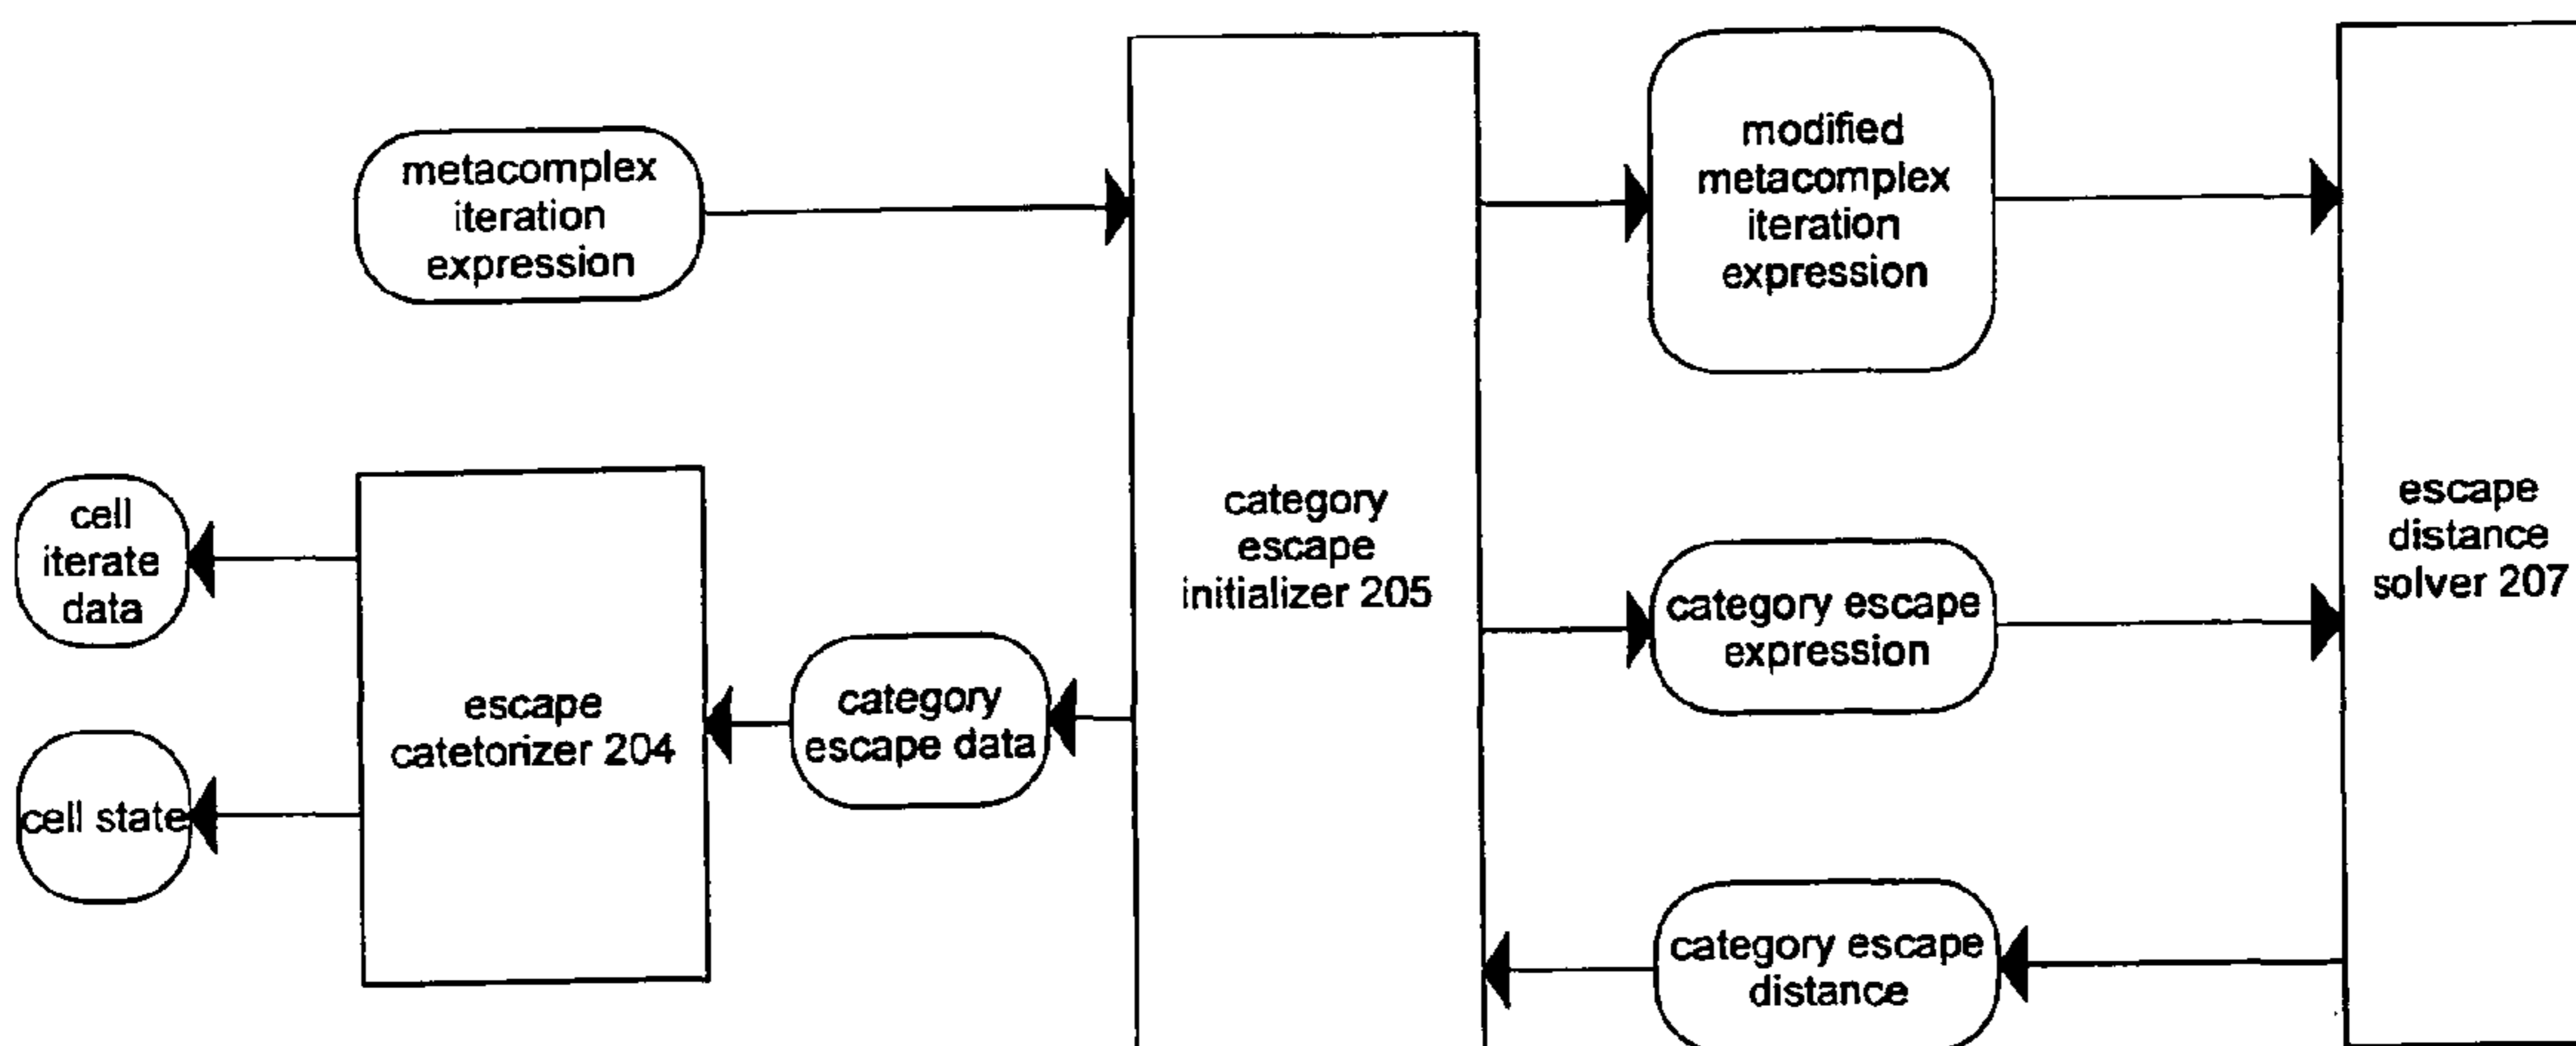 metacomplex
iteration
expression
modified
metacomplex
iteration
expression
cell
iterate
data
cell state
escape
catetorizer 204
category
escape data
category
escape
initializer 205
category escape
expression
category escape
distance
escape
distance
solver 207